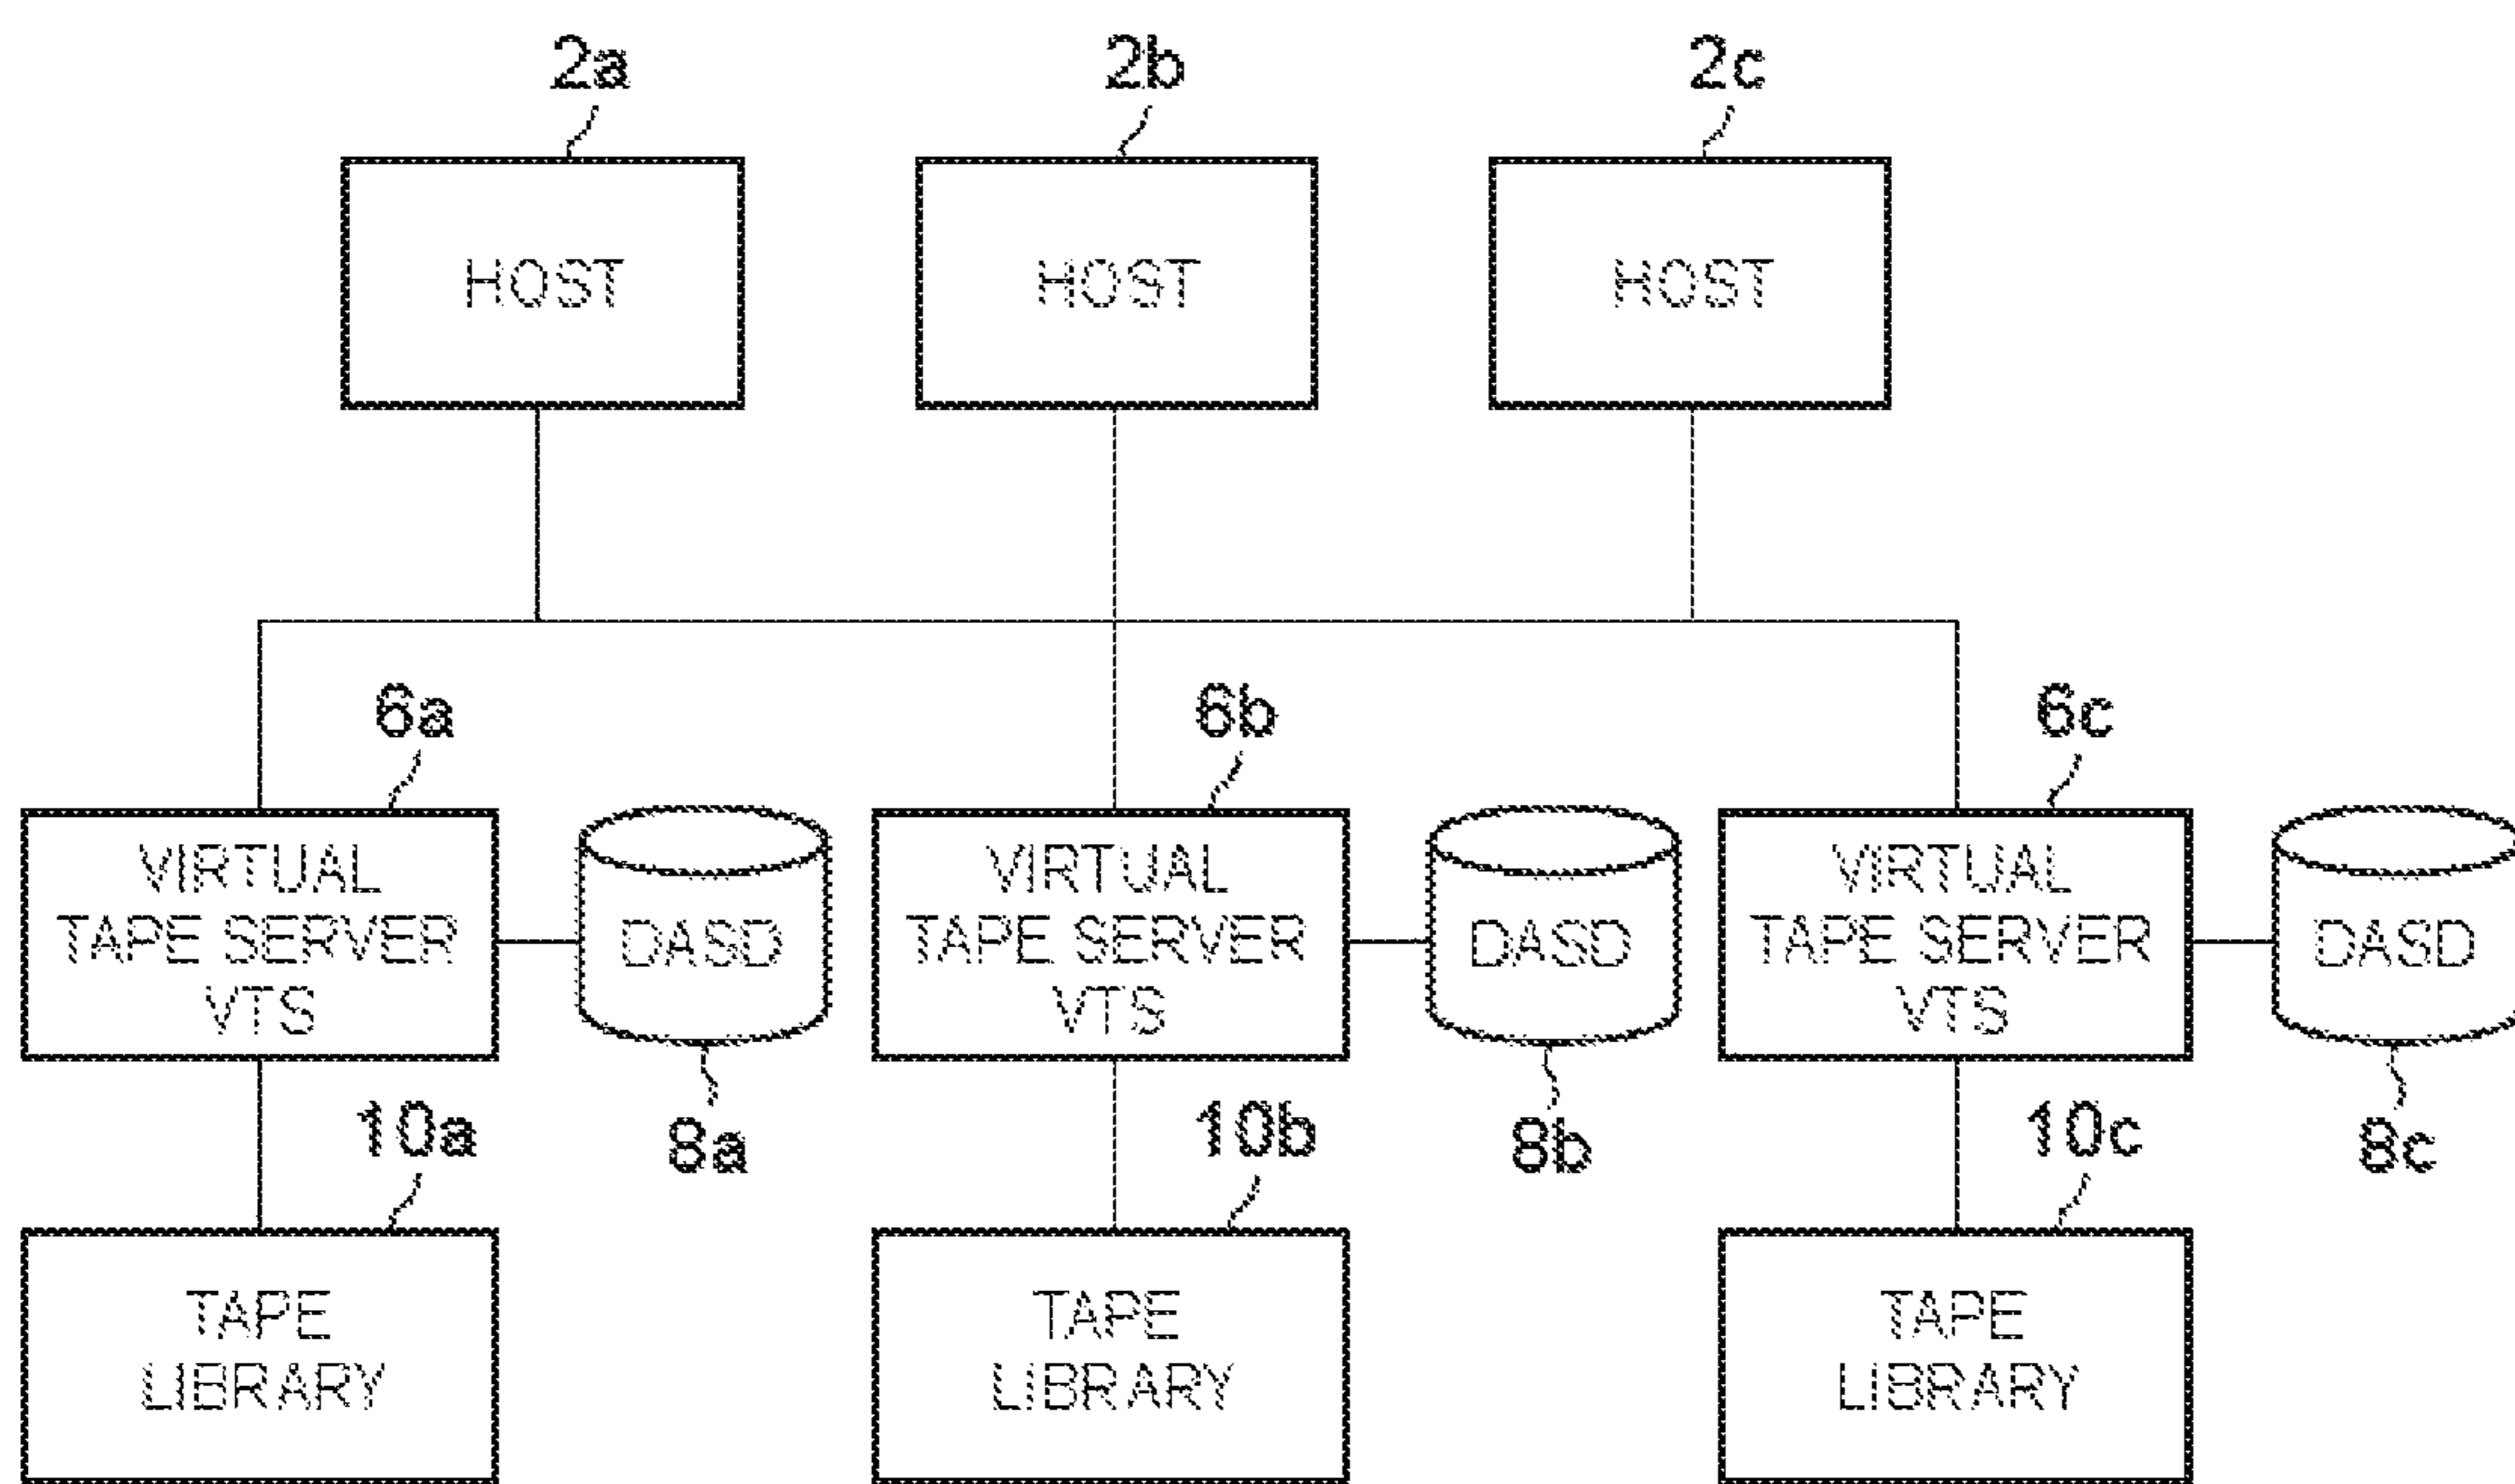 2a
2b
2c
HOST
HOST
HOST
6a
6b
6c
VIRTUAL
TAPE SERVER
VTS
DASD
VIRTUAL
TAPE SERVER
VTS
DASD
VIRTUAL
TAPE SERVER
VTS
DASD
10a
8a
10b
8b
10c
8c
TAPE
LIBRARY
TAPE
LIBRARY
TAPE
LIBRARY